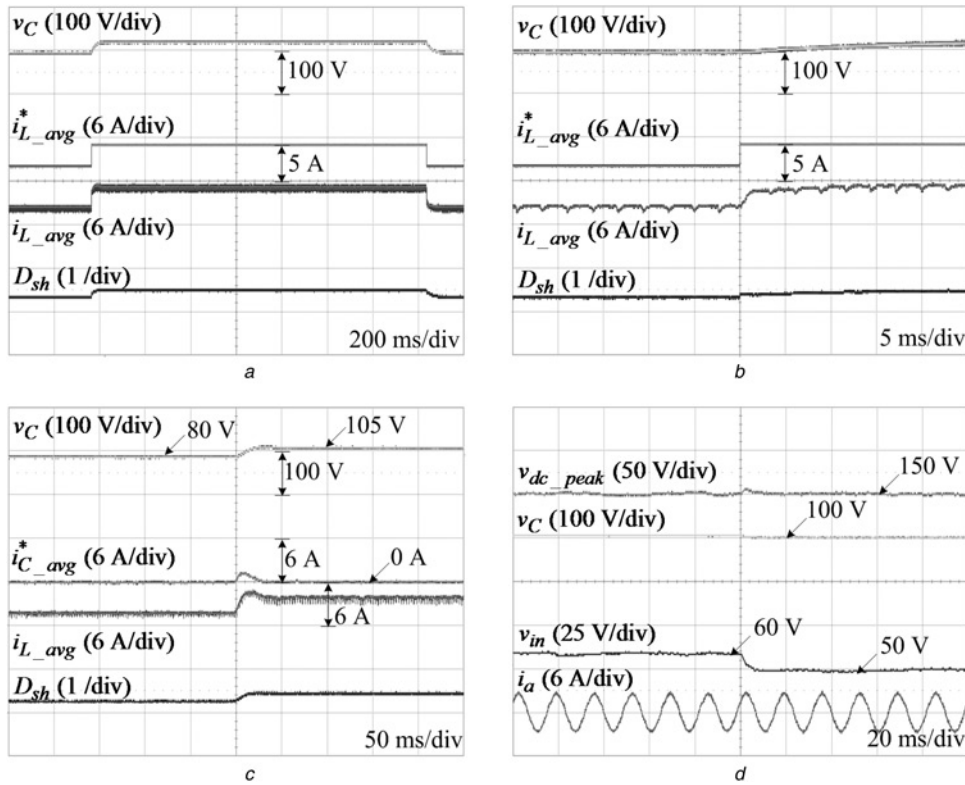 v_C (100 V/div)
100 V
i*_L_avg (6 A/div)
5 A
i_L_avg (6 A/div)
D_sh (1 /div)
200 ms/div
a
v_C (100 V/div)
100 V
i*_L_avg (6 A/div)
5 A
i_L_avg (6 A/div)
D_sh (1 /div)
5 ms/div
b
v_C (100 V/div)
80 V
105 V
100 V
i*_C_avg (6 A/div)
6 A
0 A
6 A
i_L_avg (6 A/div)
D_sh (1 /div)
50 ms/div
c
v_dc_peak (50 V/div)
150 V
v_C (100 V/div)
100 V
v_in (25 V/div)
60 V
50 V
i_a (6 A/div)
20 ms/div
d